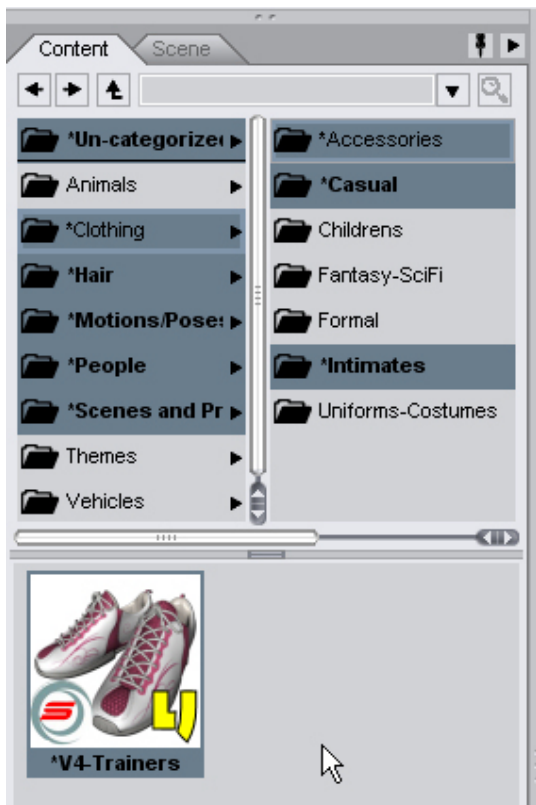 Content
Scene
*Un-categorize
Animals
*Clothing
*Hair
*Motions/Pose
*People
*Scenes and Pr
Themes
Vehicles
*Accessories
*Casual
Childrens
Fantasy-SciFi
Formal
*Intimates
Uniforms-Costumes
S
*V4-Trainers